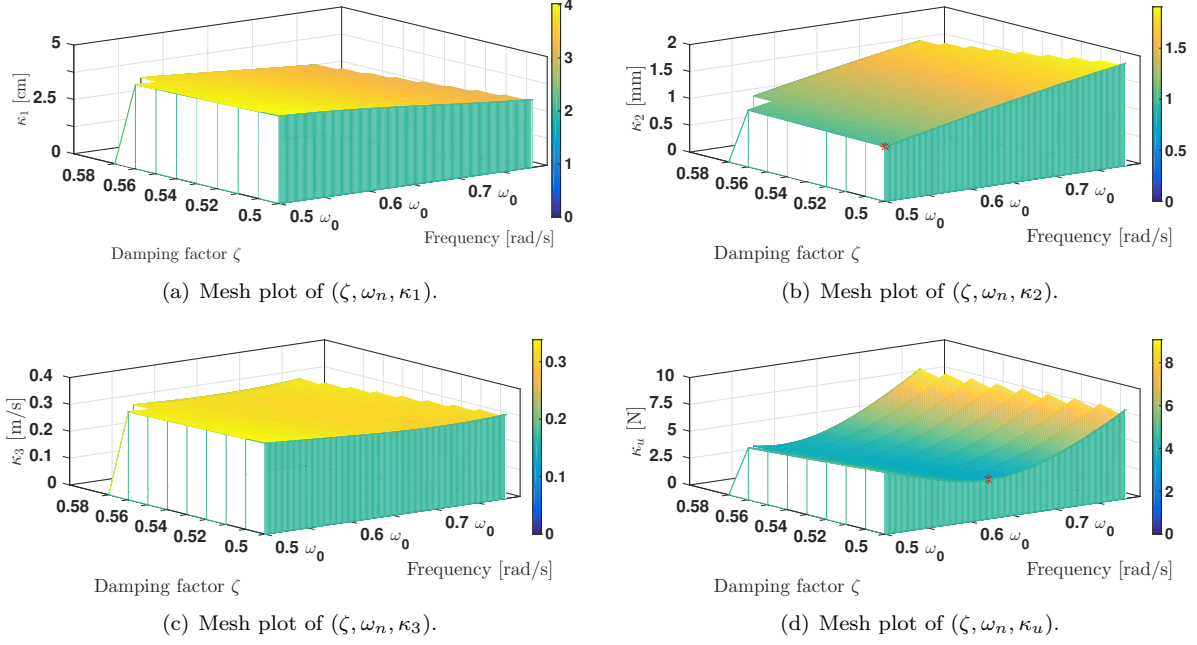 5
2.5
0
κ1 [cm]
0.58
0.56
0.54
0.52
0.5
0.5 ω0
0.6 ω0
0.7 ω0
Damping factor ζ
Frequency [rad/s]
4
3
2
1
0
(a) Mesh plot of (ζ, ωn, κ1).
2
1.5
1
0.5
0
κ2 [mm]
0.58
0.56
0.54
0.52
0.5
0.5 ω0
0.6 ω0
0.7 ω0
Damping factor ζ
Frequency [rad/s]
1.5
1
0.5
0
*
(b) Mesh plot of (ζ, ωn, κ2).
0.4
0.3
0.2
0.1
0
κ3 [m/s]
0.58
0.56
0.54
0.52
0.5
0.5 ω0
0.6 ω0
0.7 ω0
Damping factor ζ
Frequency [rad/s]
0.3
0.2
0.1
0
(c) Mesh plot of (ζ, ωn, κ3).
10
7.5
5
2.5
0
κu [N]
0.58
0.56
0.54
0.52
0.5
0.5 ω0
0.6 ω0
0.7 ω0
Damping factor ζ
Frequency [rad/s]
8
6
4
2
0
*
(d) Mesh plot of (ζ, ωn, κu).